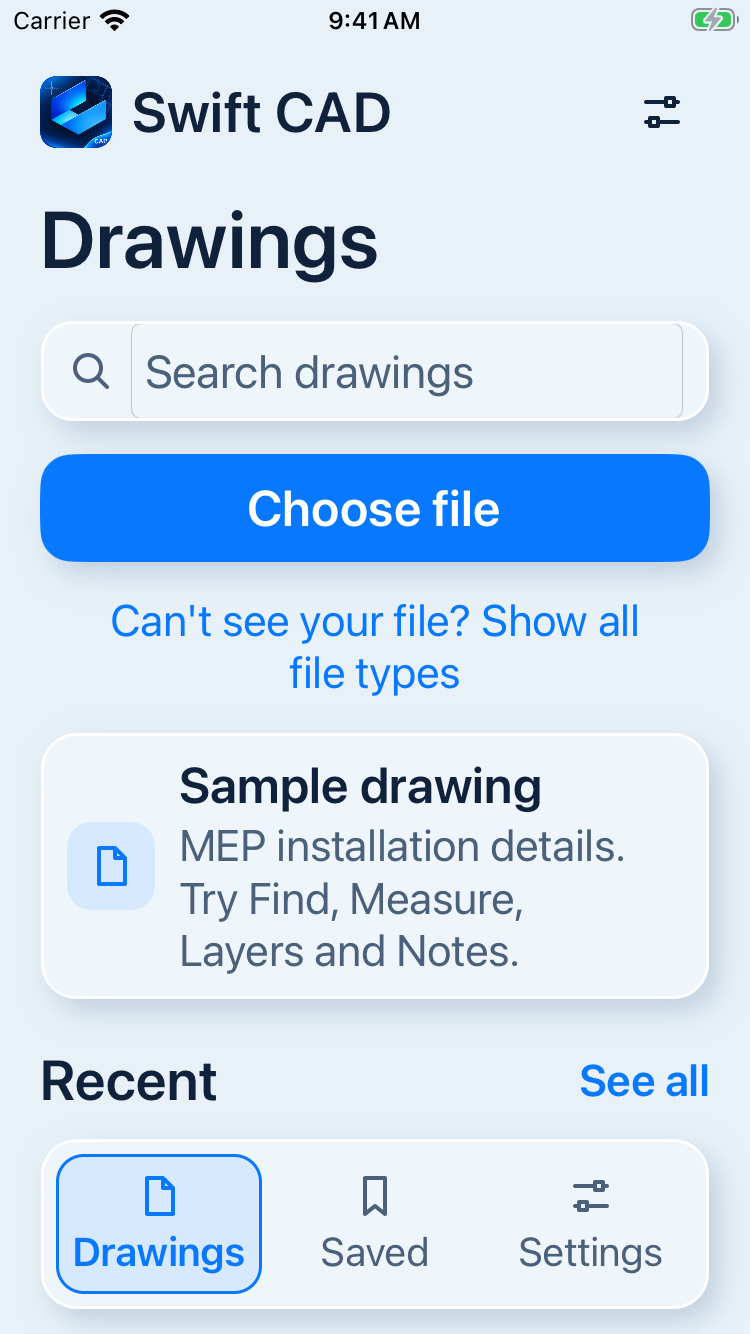 Carrier 9:41 AM
CAD
Swift CAD
Drawings
Search drawings
Choose file
Can't see your file? Show all
file types
Sample drawing
MEP installation details.
Try Find, Measure,
Layers and Notes.
Recent See all
Drawings Saved Settings